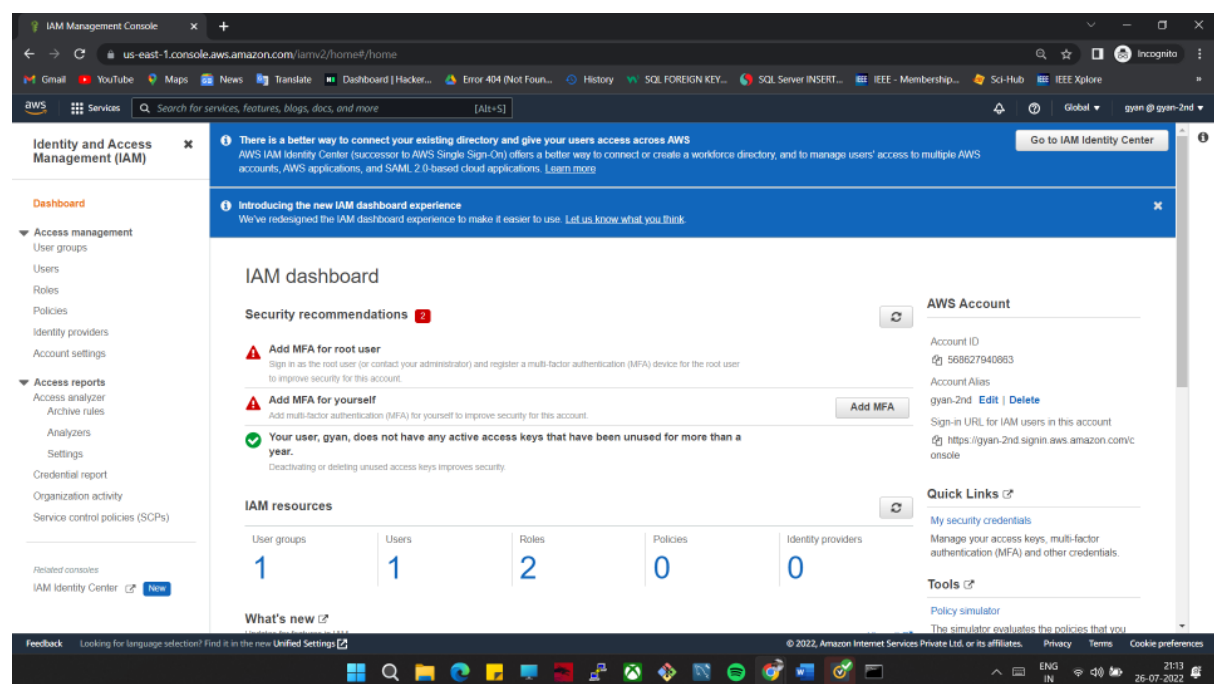 IAM Management Console
us-east-1.console.aws.amazon.com/iamv2/home#/home
Incognito
Gmail YouTube Maps News Translate Dashboard | Hacker... Error 404 (Not Foun... History SQL FOREIGN KEY... SQL Server INSERT... IEEE - Membership... Sci-Hub IEEE Xplore »
aws Services Search for services, features, blogs, docs, and more [Alt+S] Global gyan @ gyan-2nd
Identity and Access Management (IAM)
Dashboard
Access management
User groups
Users
Roles
Policies
Identity providers
Account settings
Access reports
Access analyzer
Archive rules
Analyzers
Settings
Credential report
Organization activity
Service control policies (SCPs)
Related consoles
IAM Identity Center New
There is a better way to connect your existing directory and give your users access across AWS
AWS IAM Identity Center (successor to AWS Single Sign-On) offers a better way to connect or create a workforce directory, and to manage users' access to multiple AWS
accounts, AWS applications, and SAML 2.0-based cloud applications. Learn more
Go to IAM Identity Center
Introducing the new IAM dashboard experience
We've redesigned the IAM dashboard experience to make it easier to use. Let us know what you think.
IAM dashboard
Security recommendations 2
Add MFA for root user
Sign in as the root user (or contact your administrator) and register a multi-factor authentication (MFA) device for the root user
to improve security for this account.
Add MFA for yourself
Add multi-factor authentication (MFA) for yourself to improve security for this account.
Add MFA
Your user, gyan, does not have any active access keys that have been unused for more than a
year.
Deactivating or deleting unused access keys improves security.
IAM resources
User groups Users Roles Policies Identity providers
1 1 2 0 0
What's new
AWS Account
Account ID
568627940863
Account Alias
gyan-2nd Edit | Delete
Sign-in URL for IAM users in this account
https://gyan-2nd.signin.aws.amazon.com/c
onsole
Quick Links
My security credentials
Manage your access keys, multi-factor
authentication (MFA) and other credentials.
Tools
Policy simulator
The simulator evaluates the policies that you
Feedback Looking for language selection? Find it in the new Unified Settings © 2022, Amazon Internet Services Private Ltd. or its affiliates. Privacy Terms Cookie preferences
ENG
IN
21:13
26-07-2022